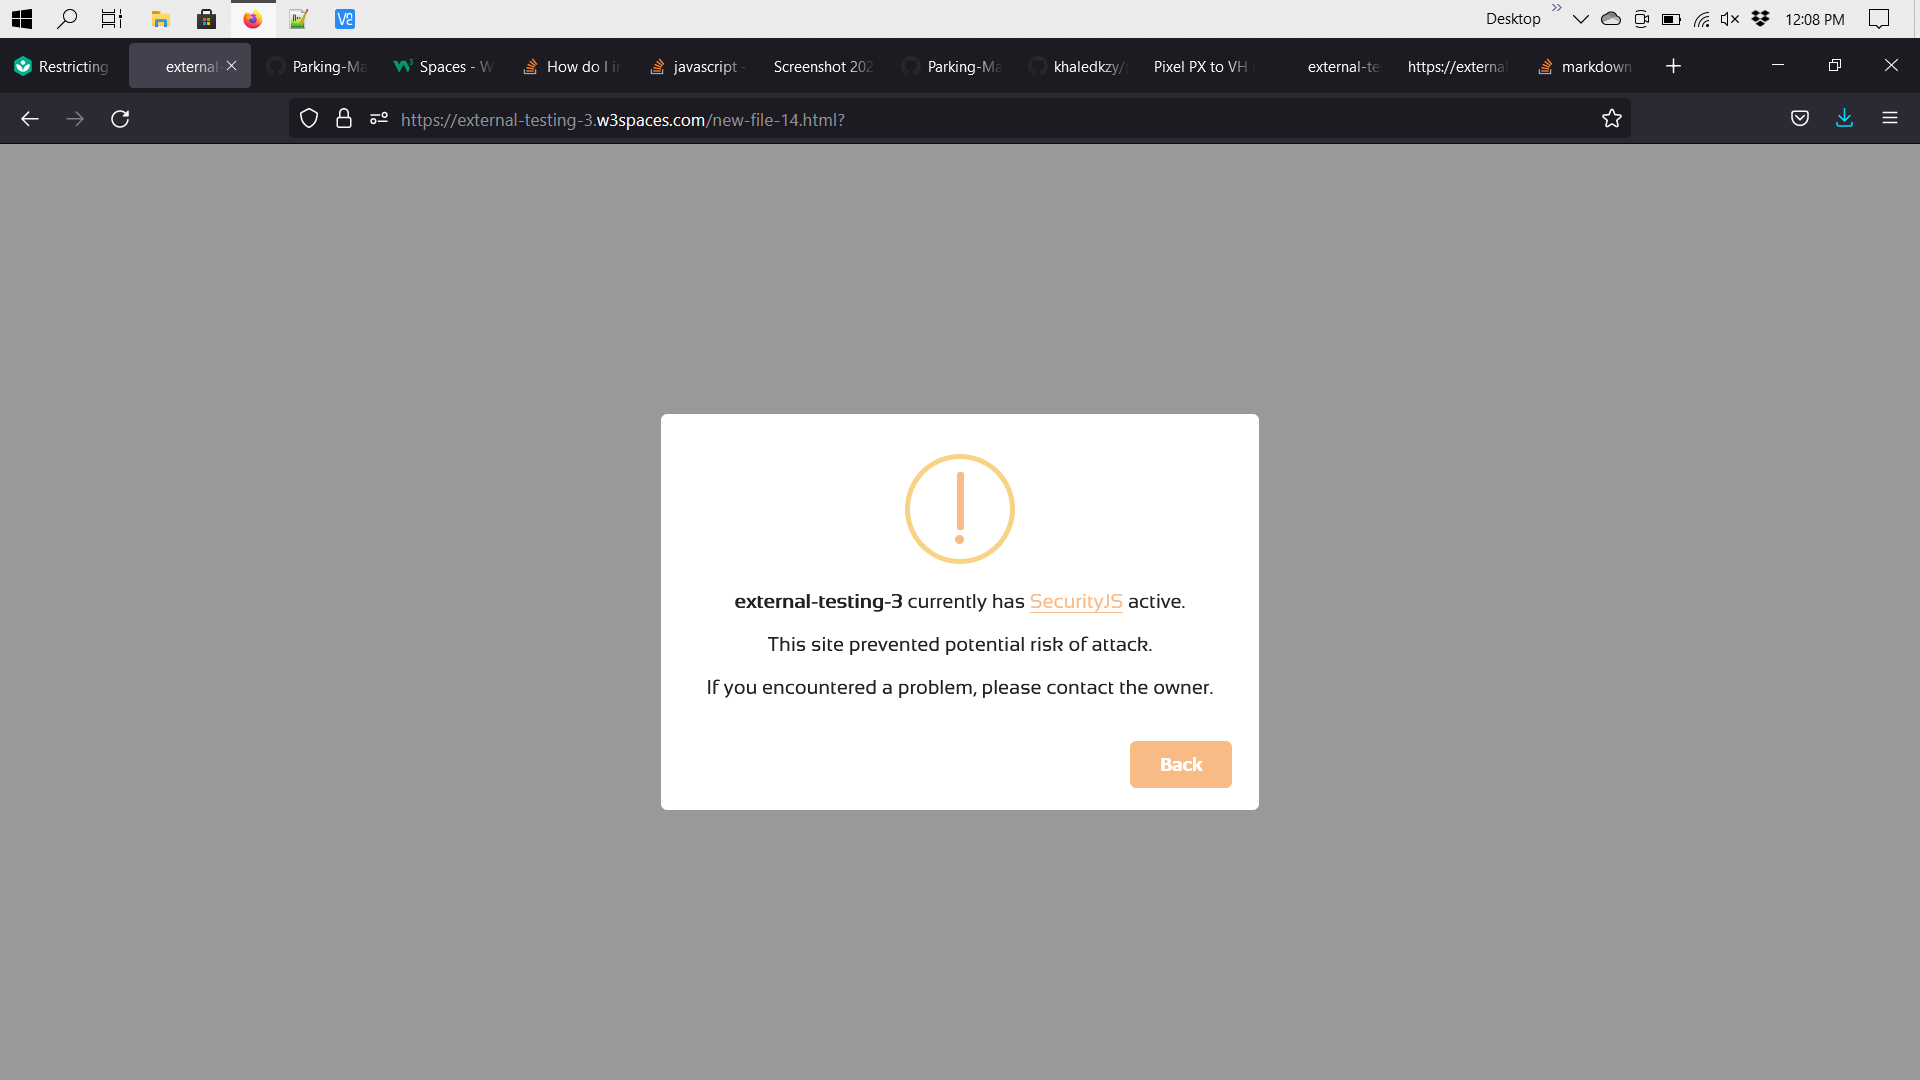 Desktop
12:08 PM
Restricting
external-
Parking-Ma
Spaces - W
How do I in
javascript -
Screenshot 202
Parking-Ma
khaledkzy/
Pixel PX to VH
external-te
https://external
markdown
https://external-testing-3.w3spaces.com/new-file-14.html?
external-testing-3 currently has SecurityJS active.
This site prevented potential risk of attack.
If you encountered a problem, please contact the owner.
Back